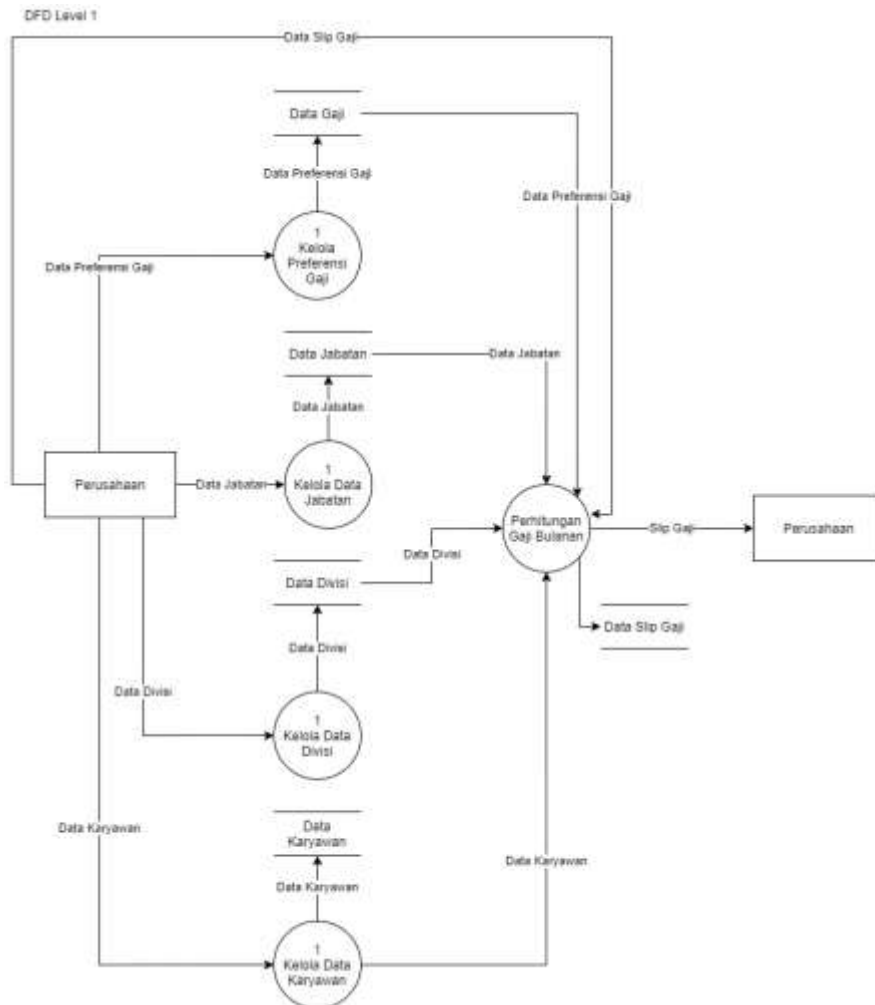 DFD Level 1
Data Slip Gaji
Data Gaji
Data Preferensi Gaji
Data Preferensi Gaji
1
Kelola
Preferensi
Gaji
Data Preferensi Gaji
Data Jabatan
Data Jabatan
Data Jabatan
Perusahaan
Data Jabatan
1
Kelola Data
Jabatan
Perhitungan
Gaji Bulanan
Slip Gaji
Perusahaan
Data Divisi
Data Divisi
Data Slip Gaji
Data Divisi
Data Divisi
1
Kelola Data
Divisi
Data Karyawan
Data
Karyawan
Data Karyawan
Data Karyawan
1
Kelola Data
Karyawan